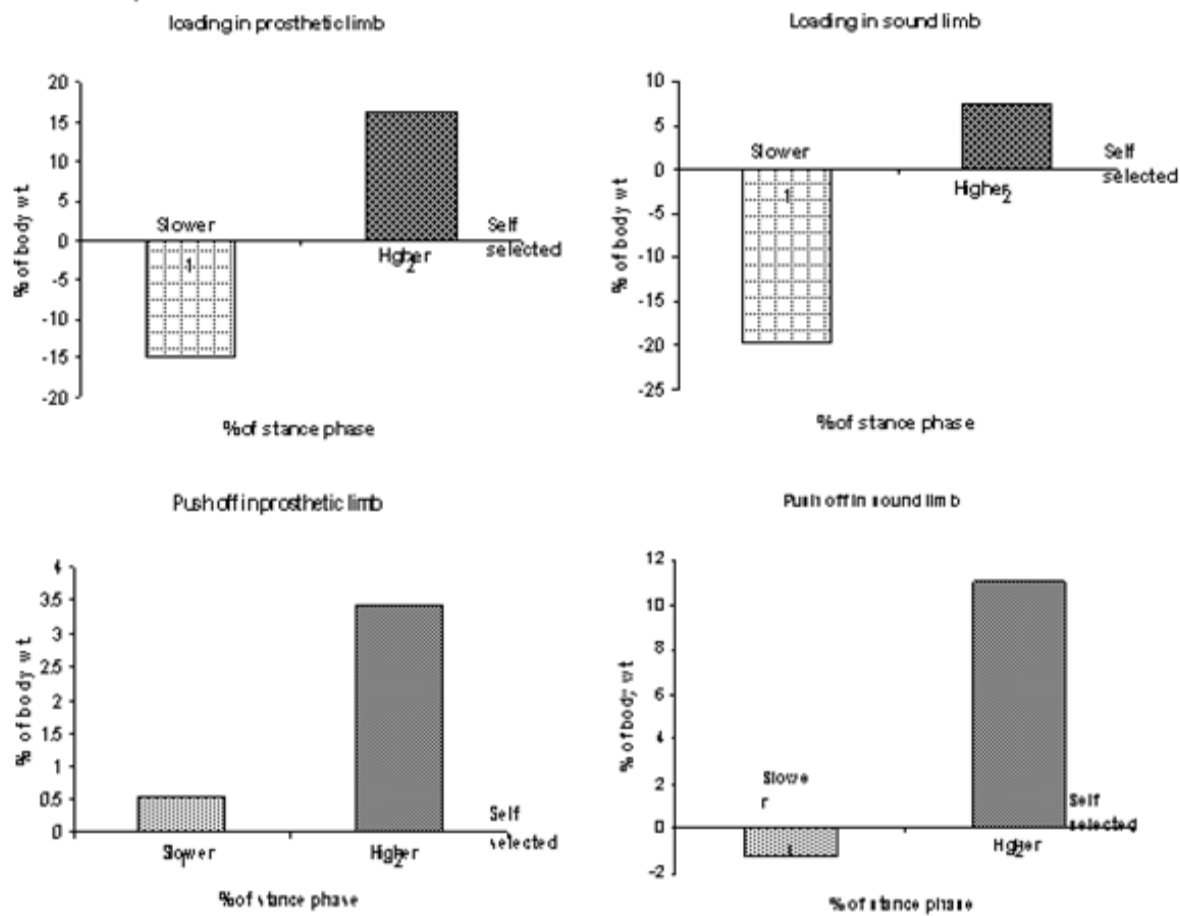 loading in prosthetic limb
% of body wt.
20
15
10
5
0
-5
-10
-15
-20
Slower
1
Hgher
2
Self
selected
% of stance phase
Loading in sound limb
% of body wt.
10
5
0
-5
-10
-15
-20
-25
Slower
1
Higher
2
Self
selected
% of stance phase
Push off in prosthetic limb
% of body wt.
4
3.5
3
2.5
2
1.5
1
0.5
0
Slower
1
Higher
2
Self
selected
% of stance phase
Push off in sound limb
% of body wt
12
10
8
6
4
2
0
-2
Slowe
r
1
Hgher
2
Self
selected
% of stance phase